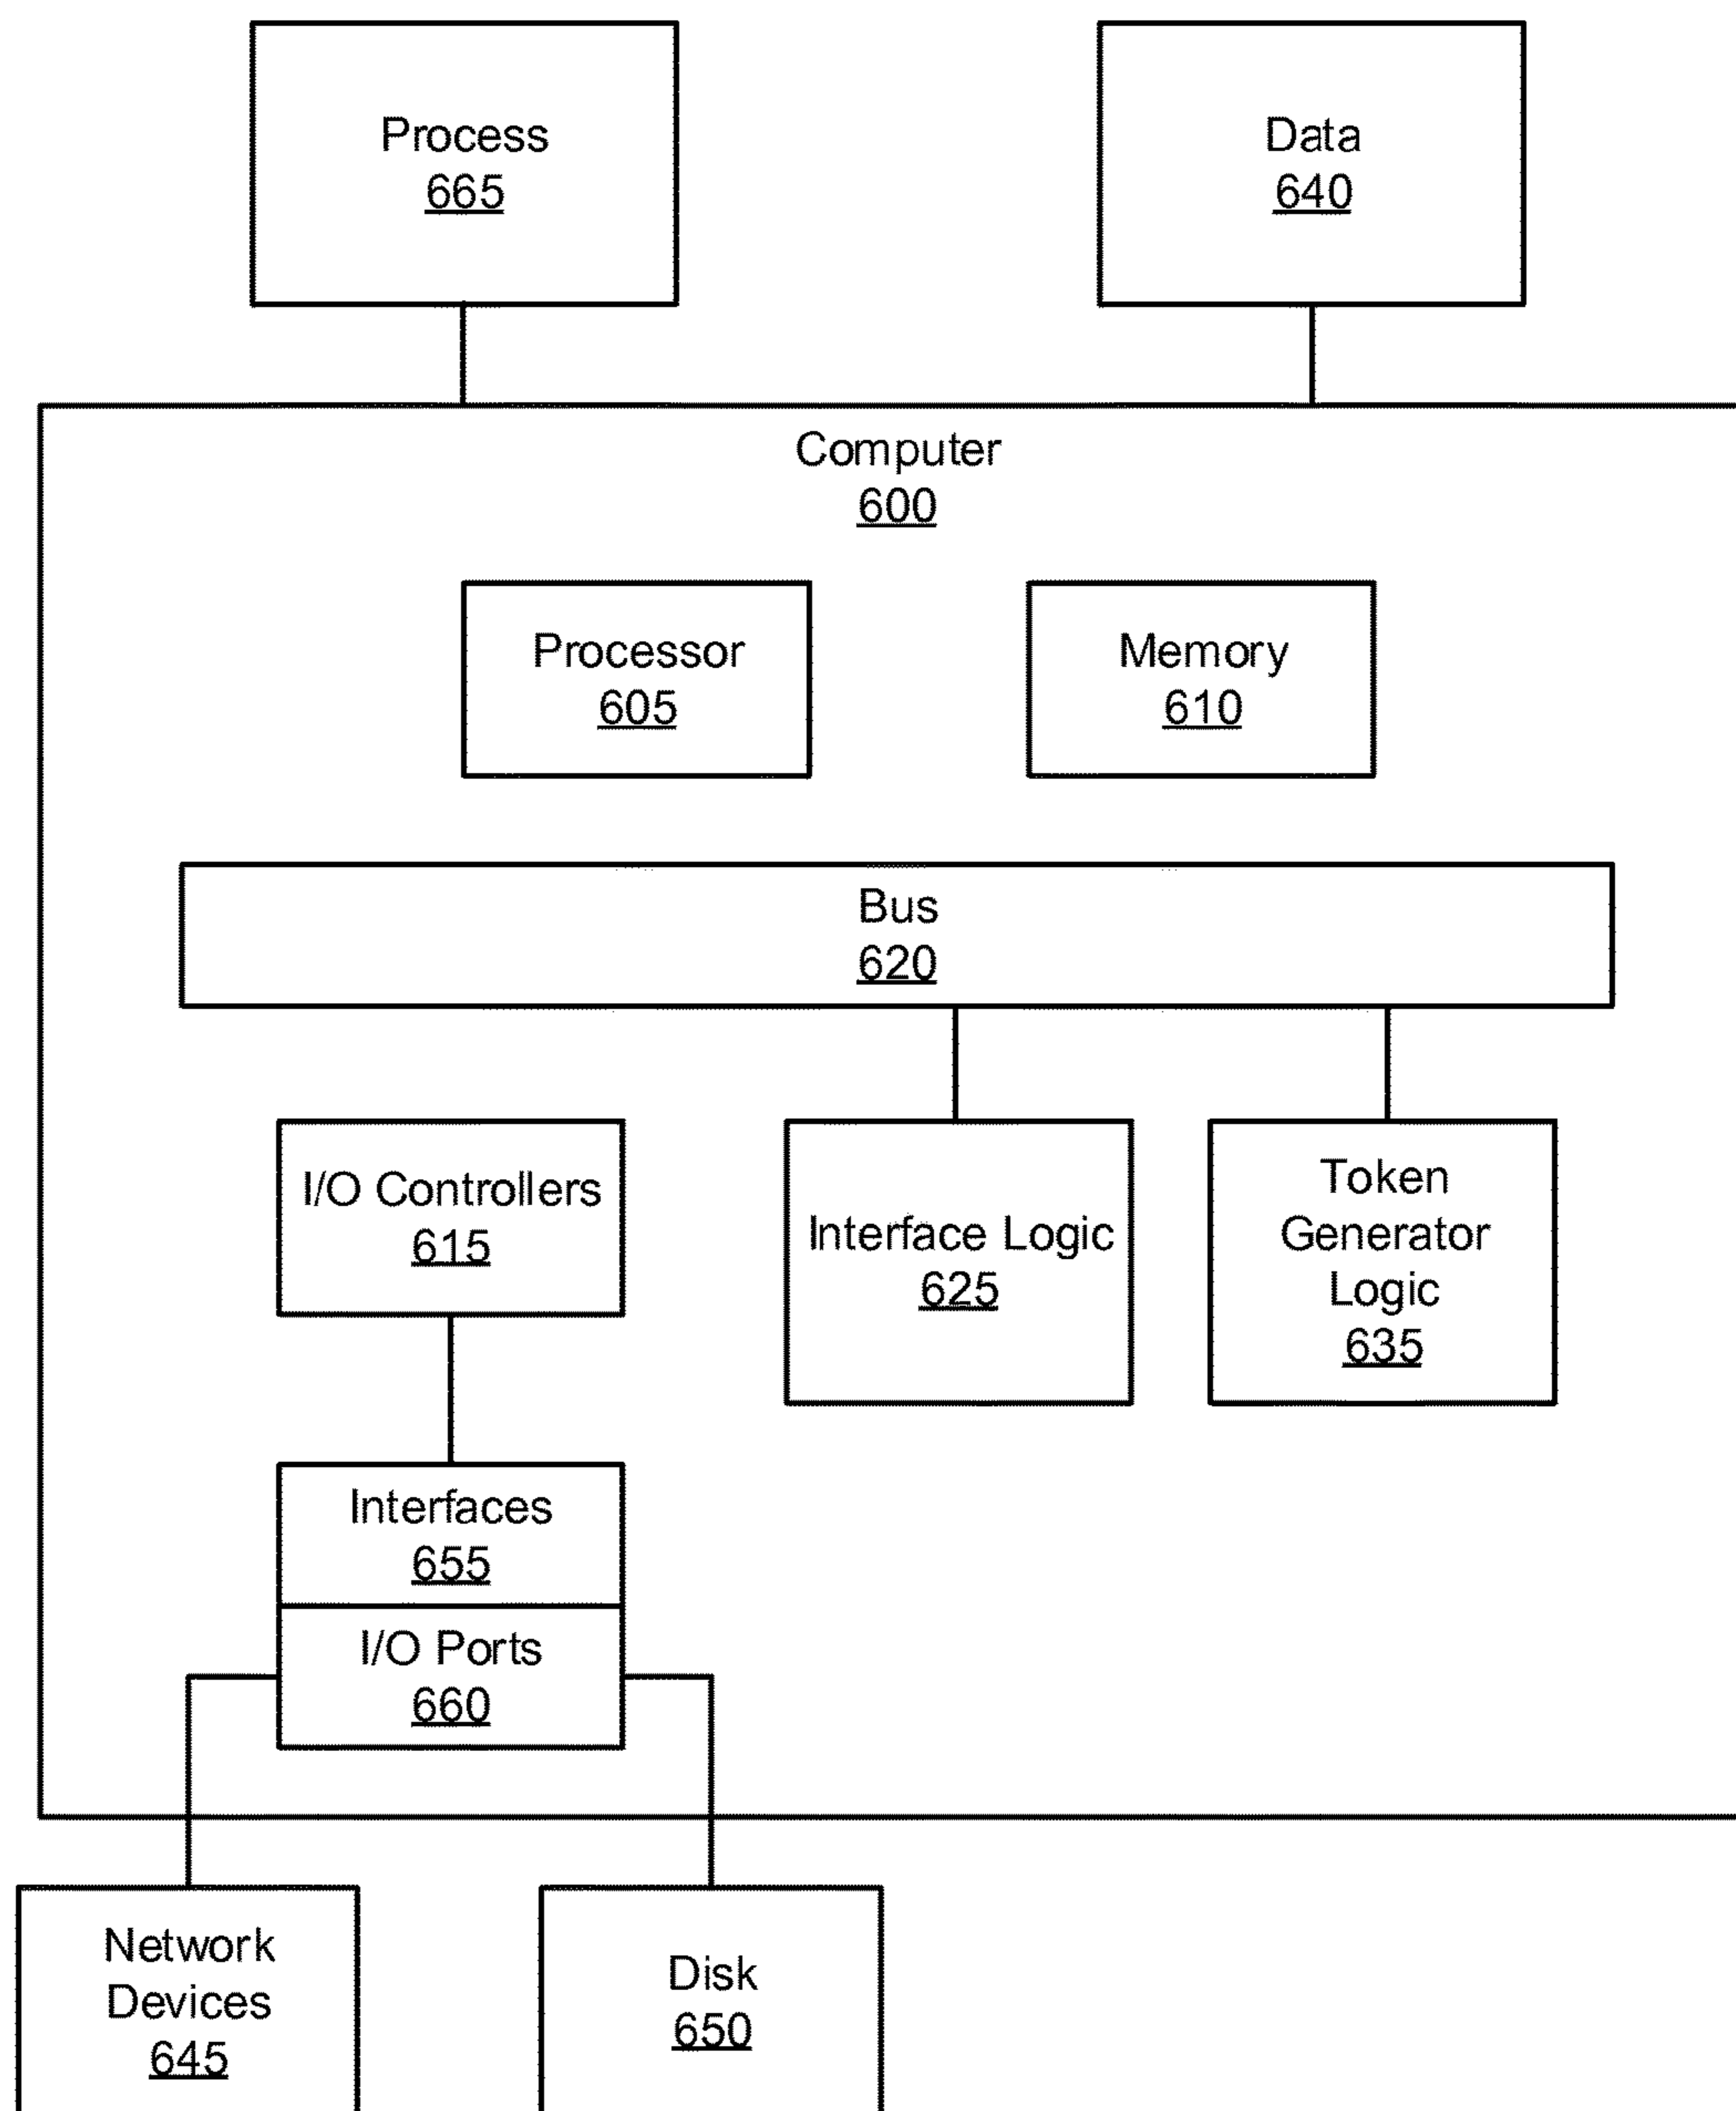 Process
665
Data
640
Computer
600
Processor
605
Memory
610
Bus
620
I/O Controllers
615
Interface Logic
625
Token
Generator
Logic
635
Interfaces
655
I/O Ports
660
Network
Devices
645
Disk
650